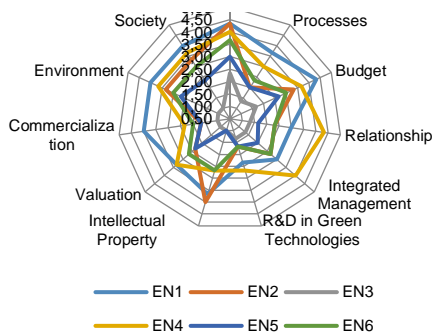 Society
Processes
Environment
Budget
Commercializa
tion
Relationship
Valuation
Integrated
Management
Intellectual
Property
R&D in Green
Technologies
4,50
4,00
3,50
3,00
2,50
2,00
1,50
1,00
0,50
EN1
EN2
EN3
EN4
EN5
EN6